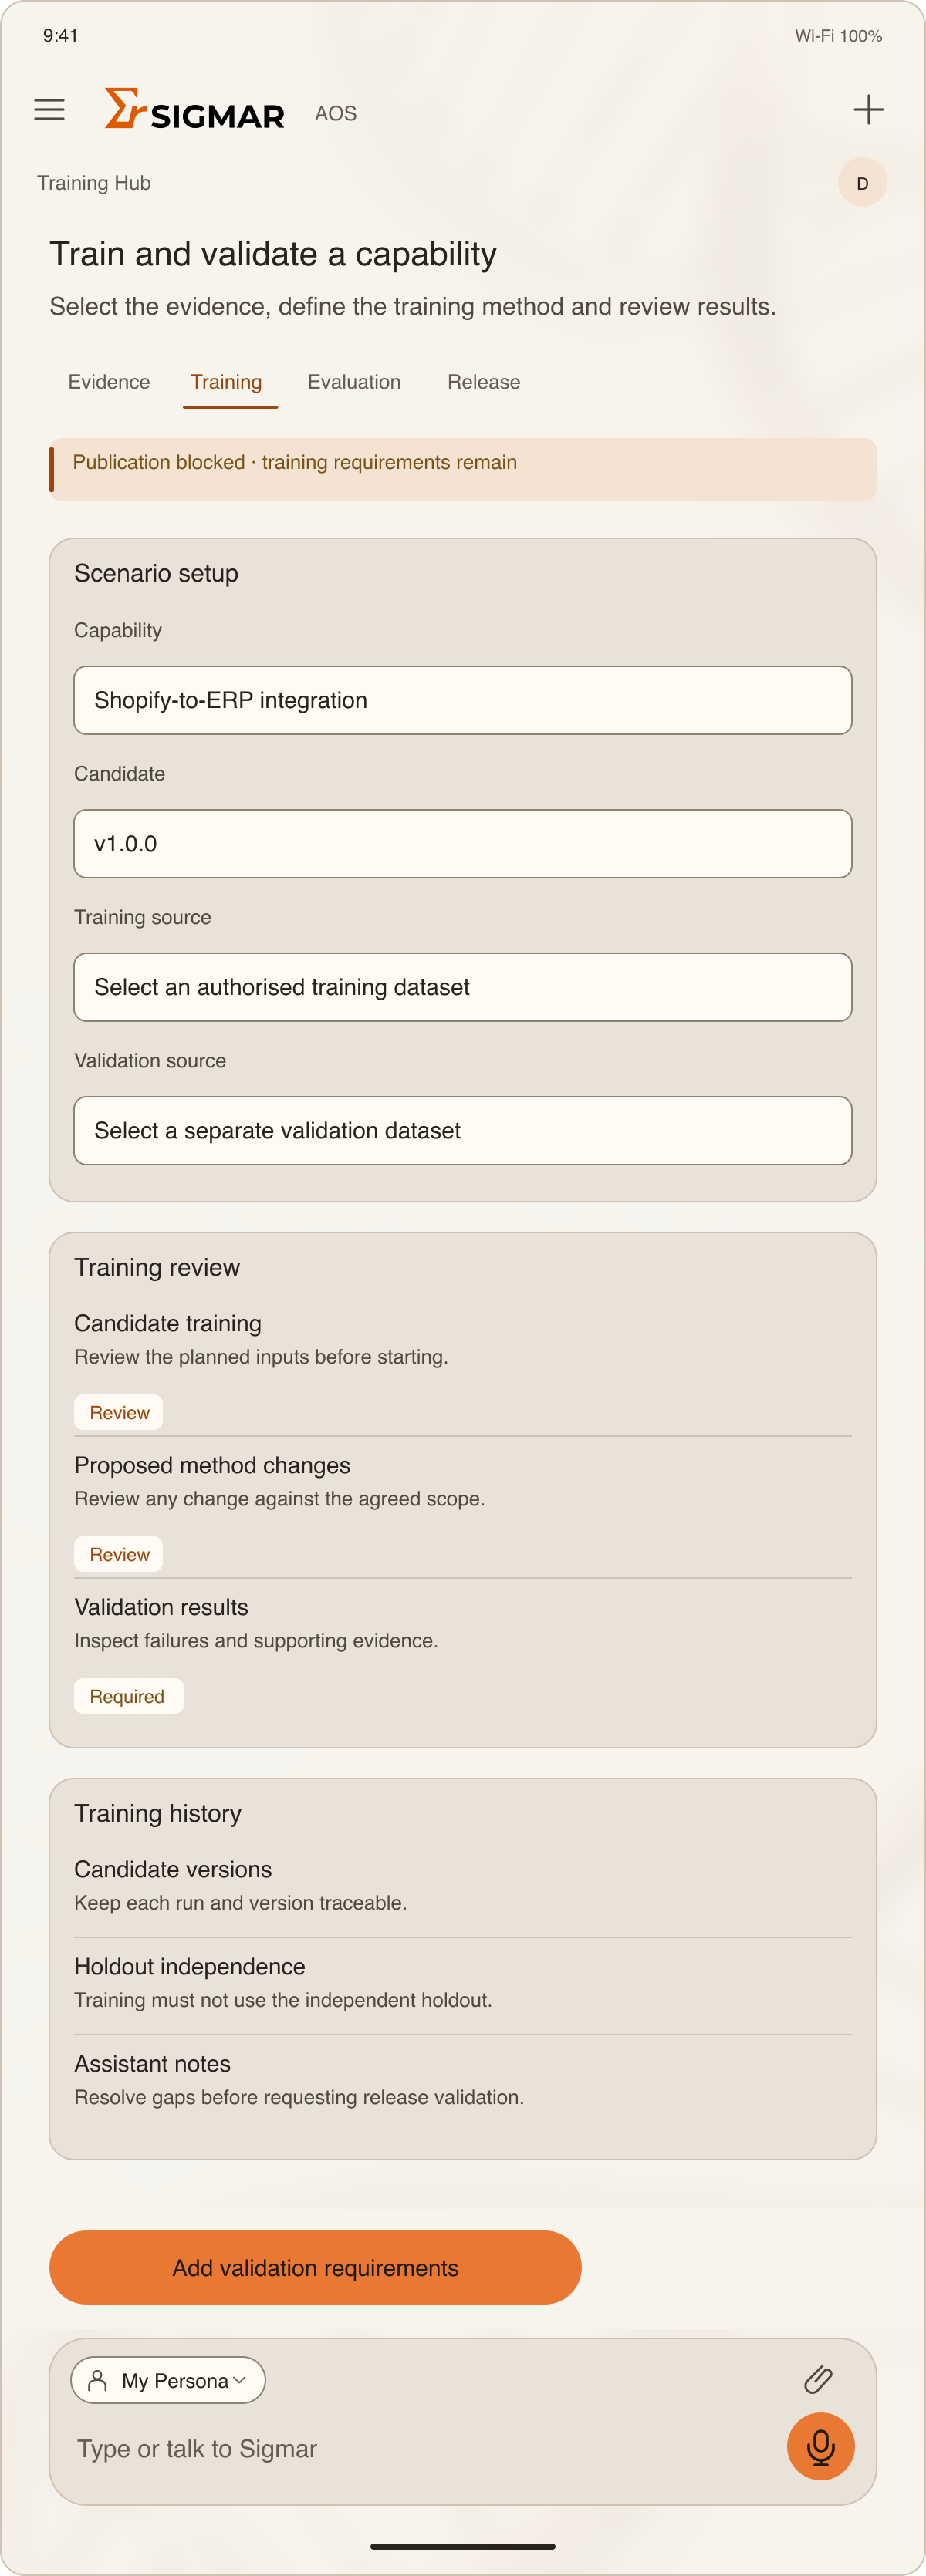 9:41
Wi-Fi 100%
Σr SIGMAR AOS
Training Hub
D
Train and validate a capability
Select the evidence, define the training method and review results.
Evidence Training Evaluation Release
Publication blocked · training requirements remain
Scenario setup
Capability
Shopify-to-ERP integration
Candidate
v1.0.0
Training source
Select an authorised training dataset
Validation source
Select a separate validation dataset
Training review
Candidate training
Review the planned inputs before starting.
Review
Proposed method changes
Review any change against the agreed scope.
Review
Validation results
Inspect failures and supporting evidence.
Required
Training history
Candidate versions
Keep each run and version traceable.
Holdout independence
Training must not use the independent holdout.
Assistant notes
Resolve gaps before requesting release validation.
Add validation requirements
My Persona
Type or talk to Sigmar